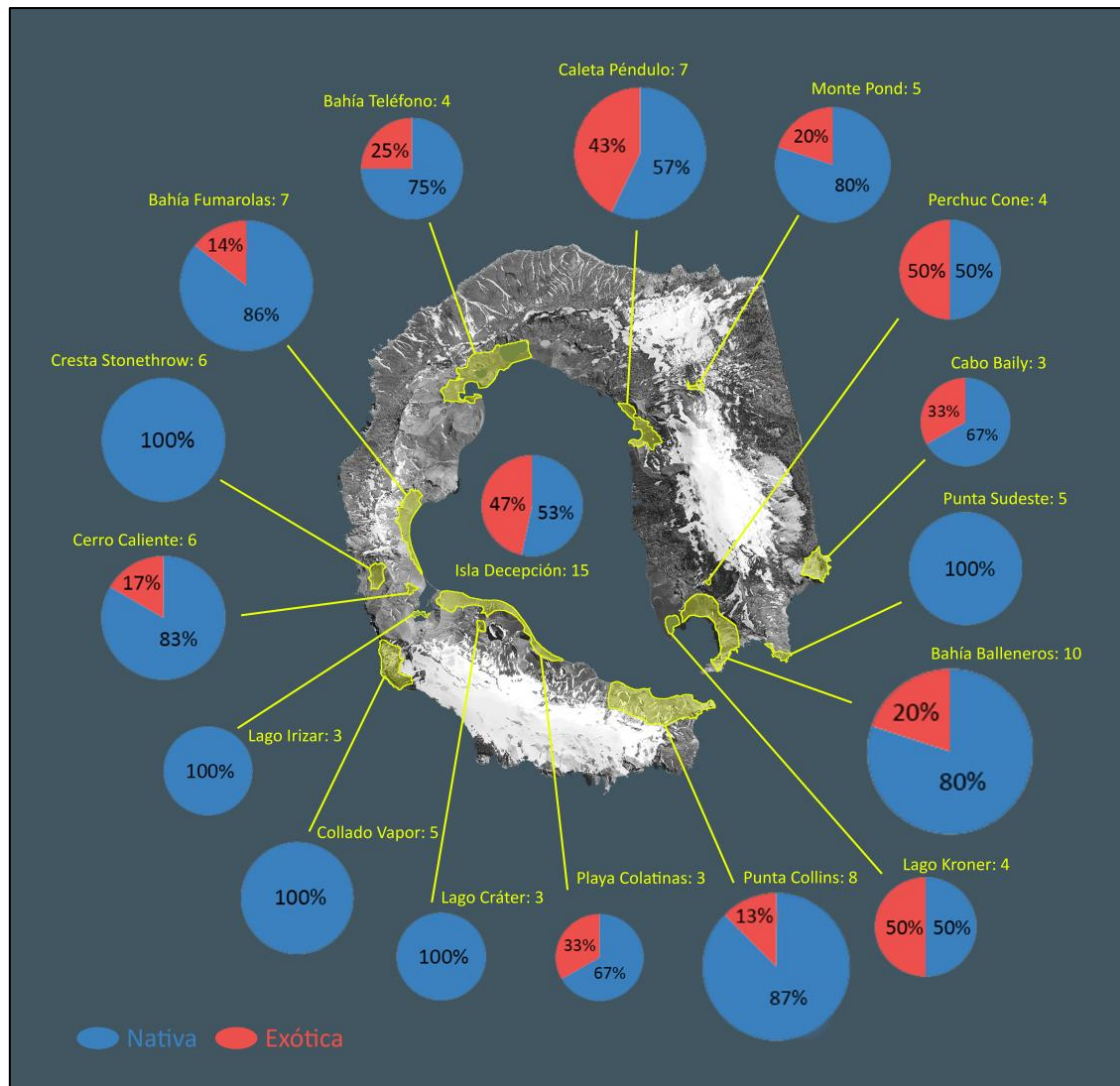 Caleta Péndulo: 7
43%
57%
Monte Pond: 5
20%
80%
Bahía Teléfono: 4
25%
75%
Bahía Fumarolas: 7
14%
86%
Perchuc Cone: 4
50%
50%
Cresta Stonethrow: 6
100%
Cabo Baily: 3
33%
67%
47%
53%
Isla Decepción: 15
Punta Sudeste: 5
100%
Cerro Caliente: 6
17%
83%
Bahía Balleneros: 10
20%
80%
Lago Irizar: 3
100%
Collado Vapor: 5
100%
Lago Cráter: 3
100%
Playa Colatinas: 3
33%
67%
Punta Collins: 8
13%
87%
Lago Kroner: 4
50%
50%
Nativa
Exótica